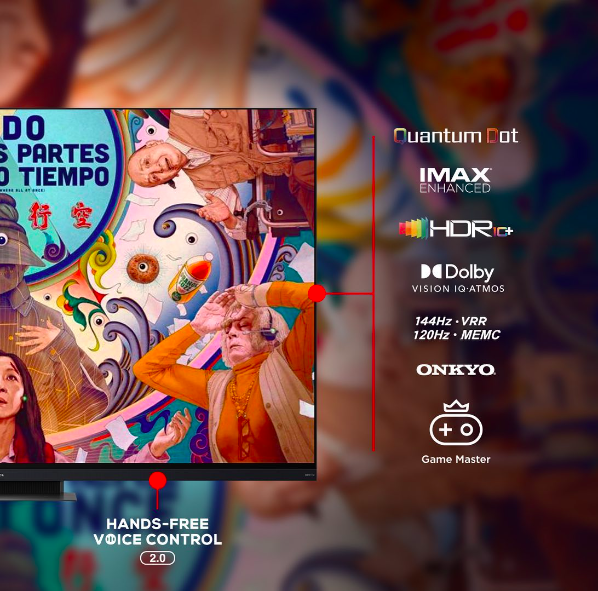 DO
S PARTES
O TIEMPO
行 空
Quantum Dot
IMAX
ENHANCED
HDR10+
Dolby
VISION IQ·ATMOS
144Hz · VRR
120Hz · MEMC
ONKYO
Game Master
HANDS-FREE
VOICE CONTROL
2.0